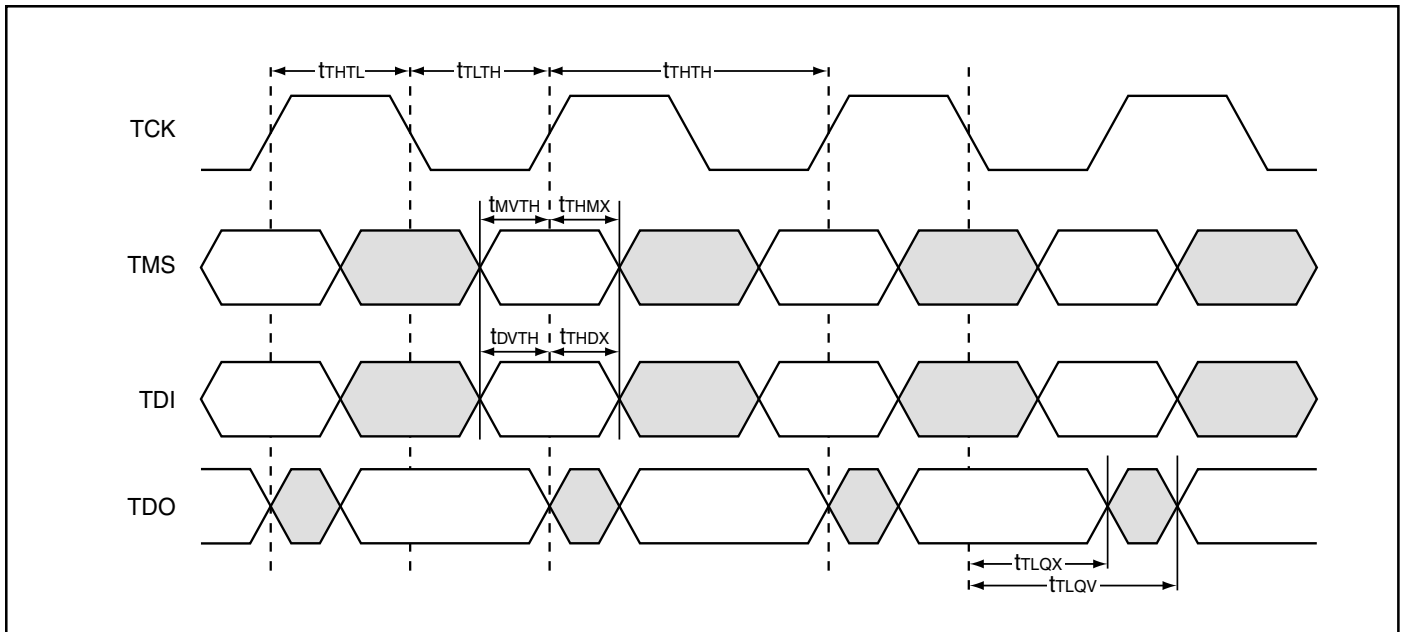 tTHTL tTLTH tTHTH
TCK
tMVTH tTHMX
TMS
tDVTH tTHDX
TDI
TDO
tTLQX
tTLQV